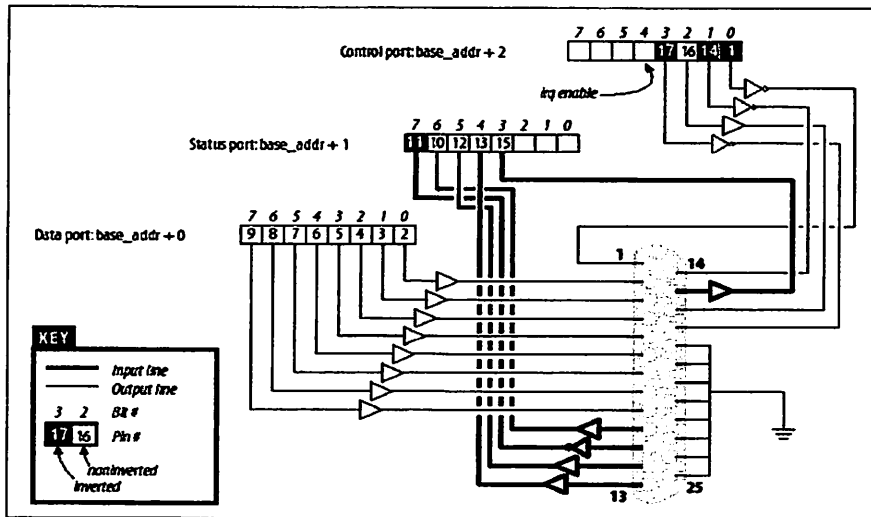 7 6 5 4 3 2 1 0
Control port: base_addr + 2
17 16 14 1
irq enable
7 6 5 4 3 2 1 0
Status port: base_addr + 1
11 10 12 13 15
7 6 5 4 3 2 1 0
Data port: base_addr + 0
9 8 7 6 5 4 3 2
1
14
KEY
Input line
Output line
3 2 Bit #
17 16 Pin #
noninverted
inverted
13
25